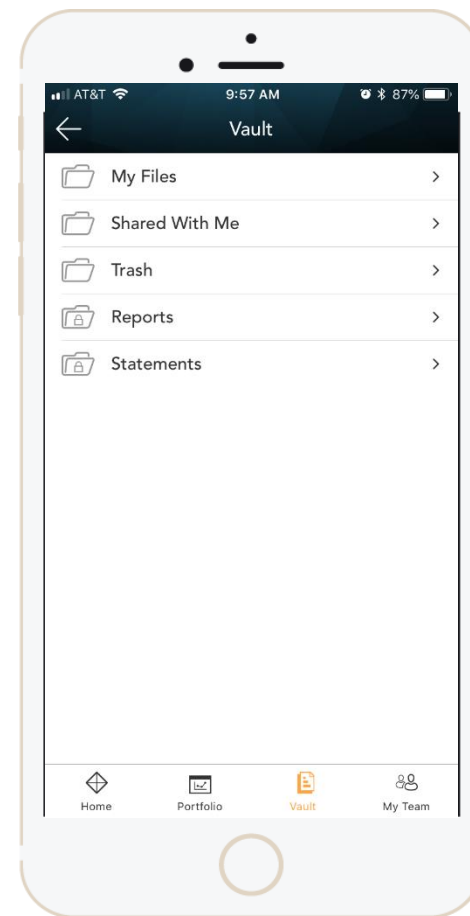 AT&T 9:57 AM 87%
Vault
My Files
Shared With Me
Trash
Reports
Statements
Home Portfolio Vault My Team